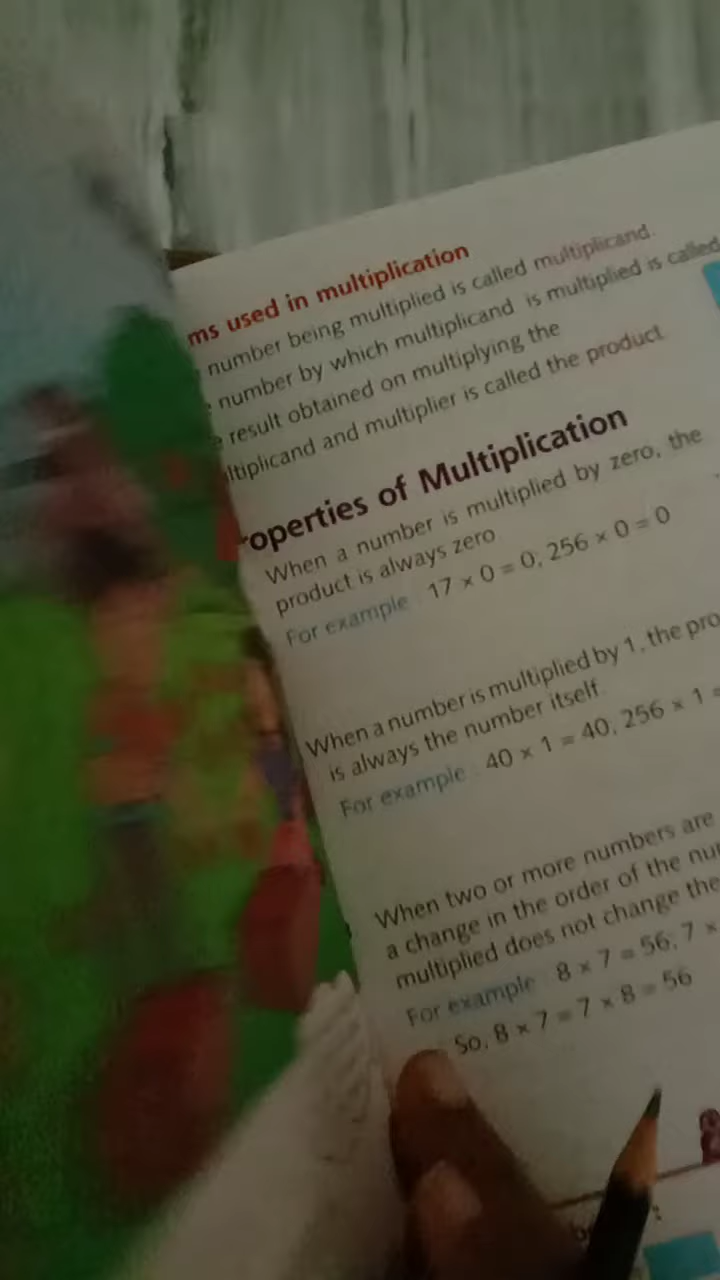 ms used in multiplication
number being multiplied is called multiplicand.
number by which multiplicand is multiplied is called
result obtained on multiplying the
ltiplicand and multiplier is called the product.
roperties of Multiplication
When a number is multiplied by zero, the
product is always zero.
For example : 17 × 0 = 0; 256 × 0 = 0
When a number is multiplied by 1, the pro
is always the number itself.
For example : 40 × 1 = 40, 256 × 1 =
When two or more numbers are
a change in the order of the nu
multiplied does not change the
For example : 8 × 7 = 56; 7 ×
So, 8 × 7 = 7 × 8 = 56